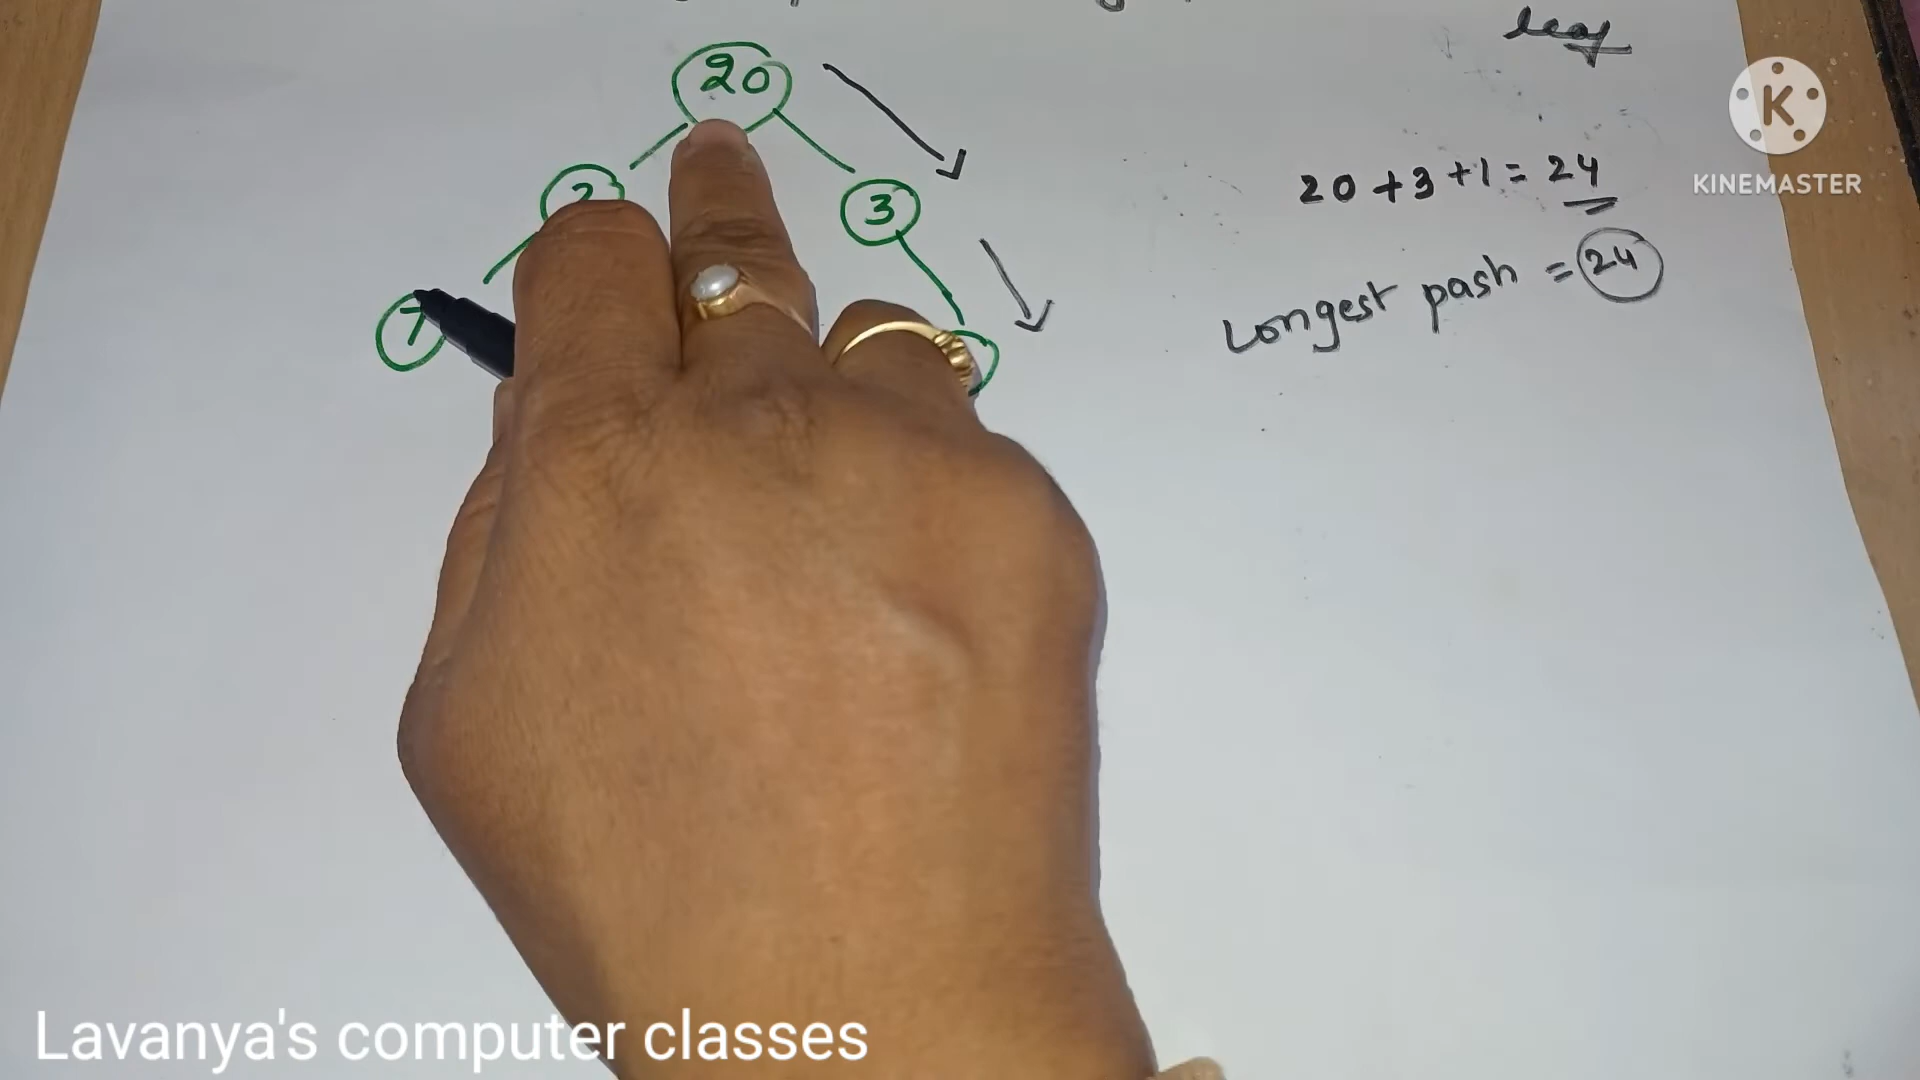 leaf
20
3
7
20 + 3 + 1 = 24
Longest pash = 24
K
KINEMASTER
Lavanya's computer classes